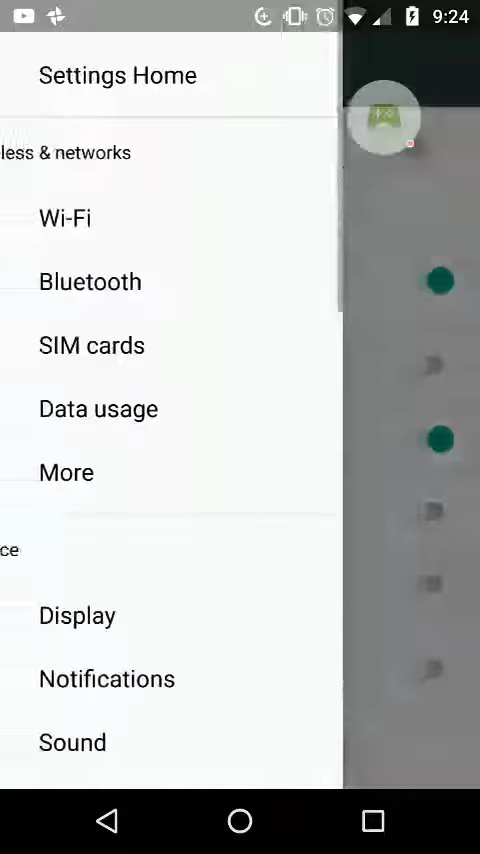 9:24
Settings Home
less & networks
Wi-Fi
Bluetooth
SIM cards
Data usage
More
ce
Display
Notifications
Sound